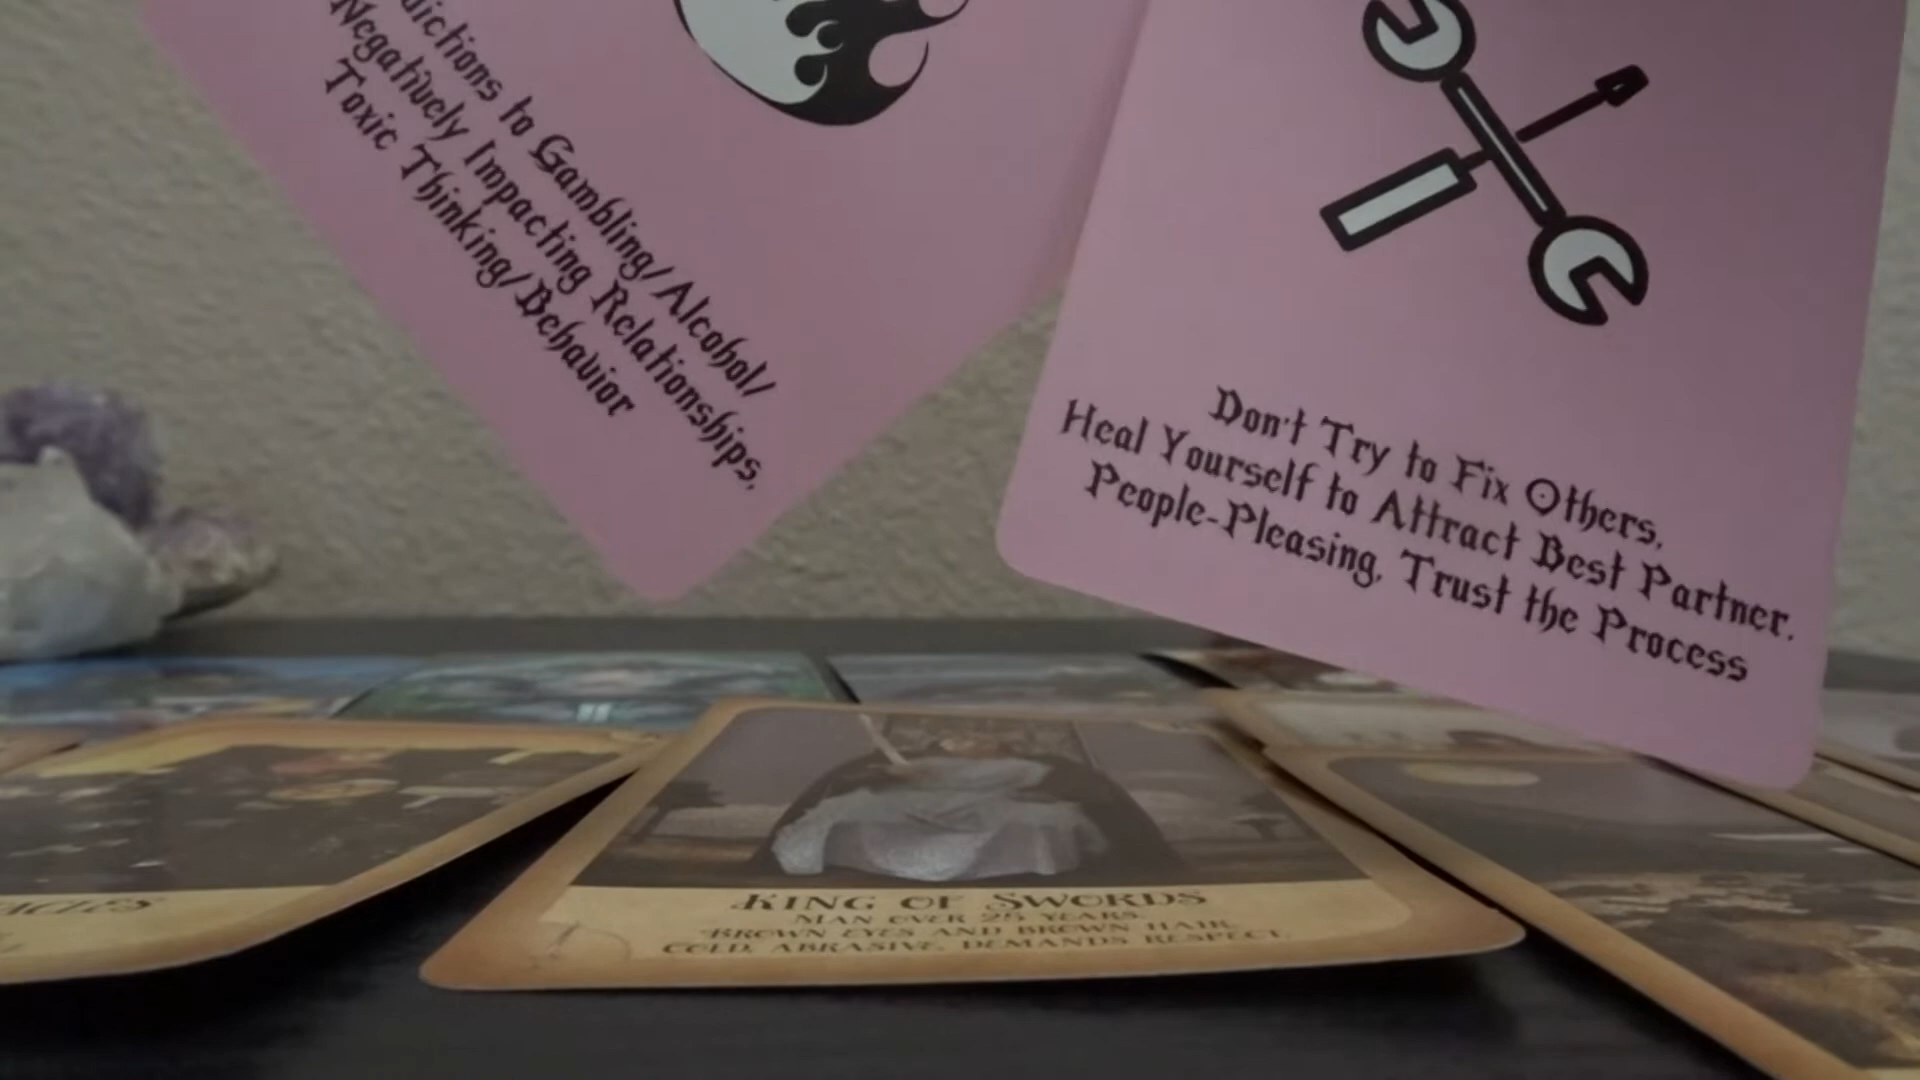 dictions to Gambling/Alcohol/
Negatively Impacting Relationships,
Toxic Thinking/Behavior
Don't Try to Fix Others,
Heal Yourself to Attract Best Partner,
People-Pleasing, Trust the Process
King of Swords
Man over 25 years.
Brown eyes and brown hair.
Cold, abrasive, demands respect.
acles